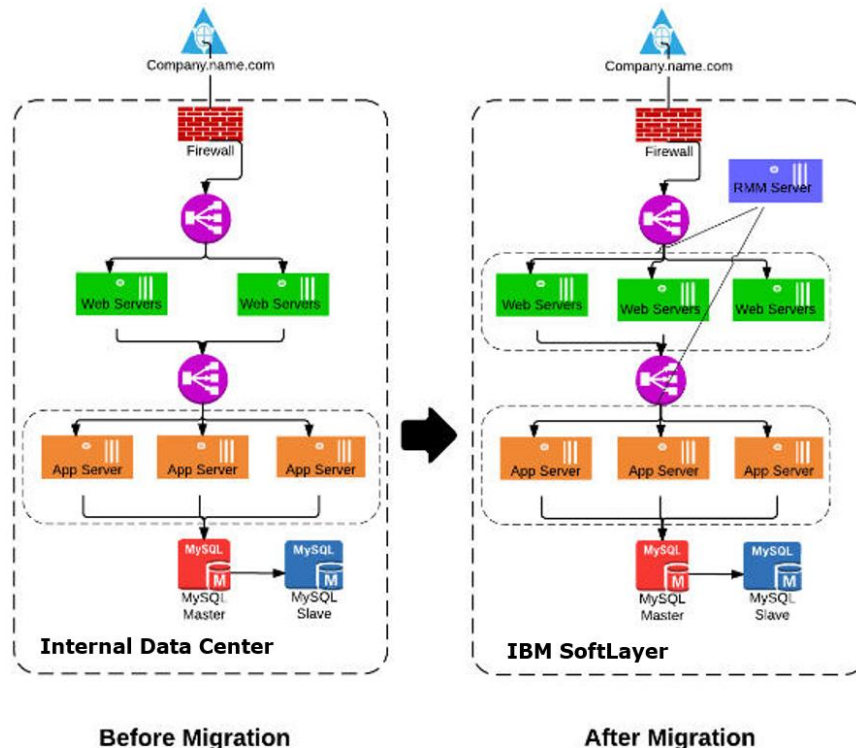 Company.name.com
Firewall
Web Servers
Web Servers
App Server
App Server
App Server
MySQL
MySQL
M
M
MySQL
Master
MySQL
Slave
Internal Data Center
Before Migration
Company.name.com
Firewall
RMM Server
Web Servers
Web Servers
Web Servers
App Server
App Server
App Server
MySQL
MySQL
M
M
MySQL
Master
MySQL
Slave
IBM SoftLayer
After Migration